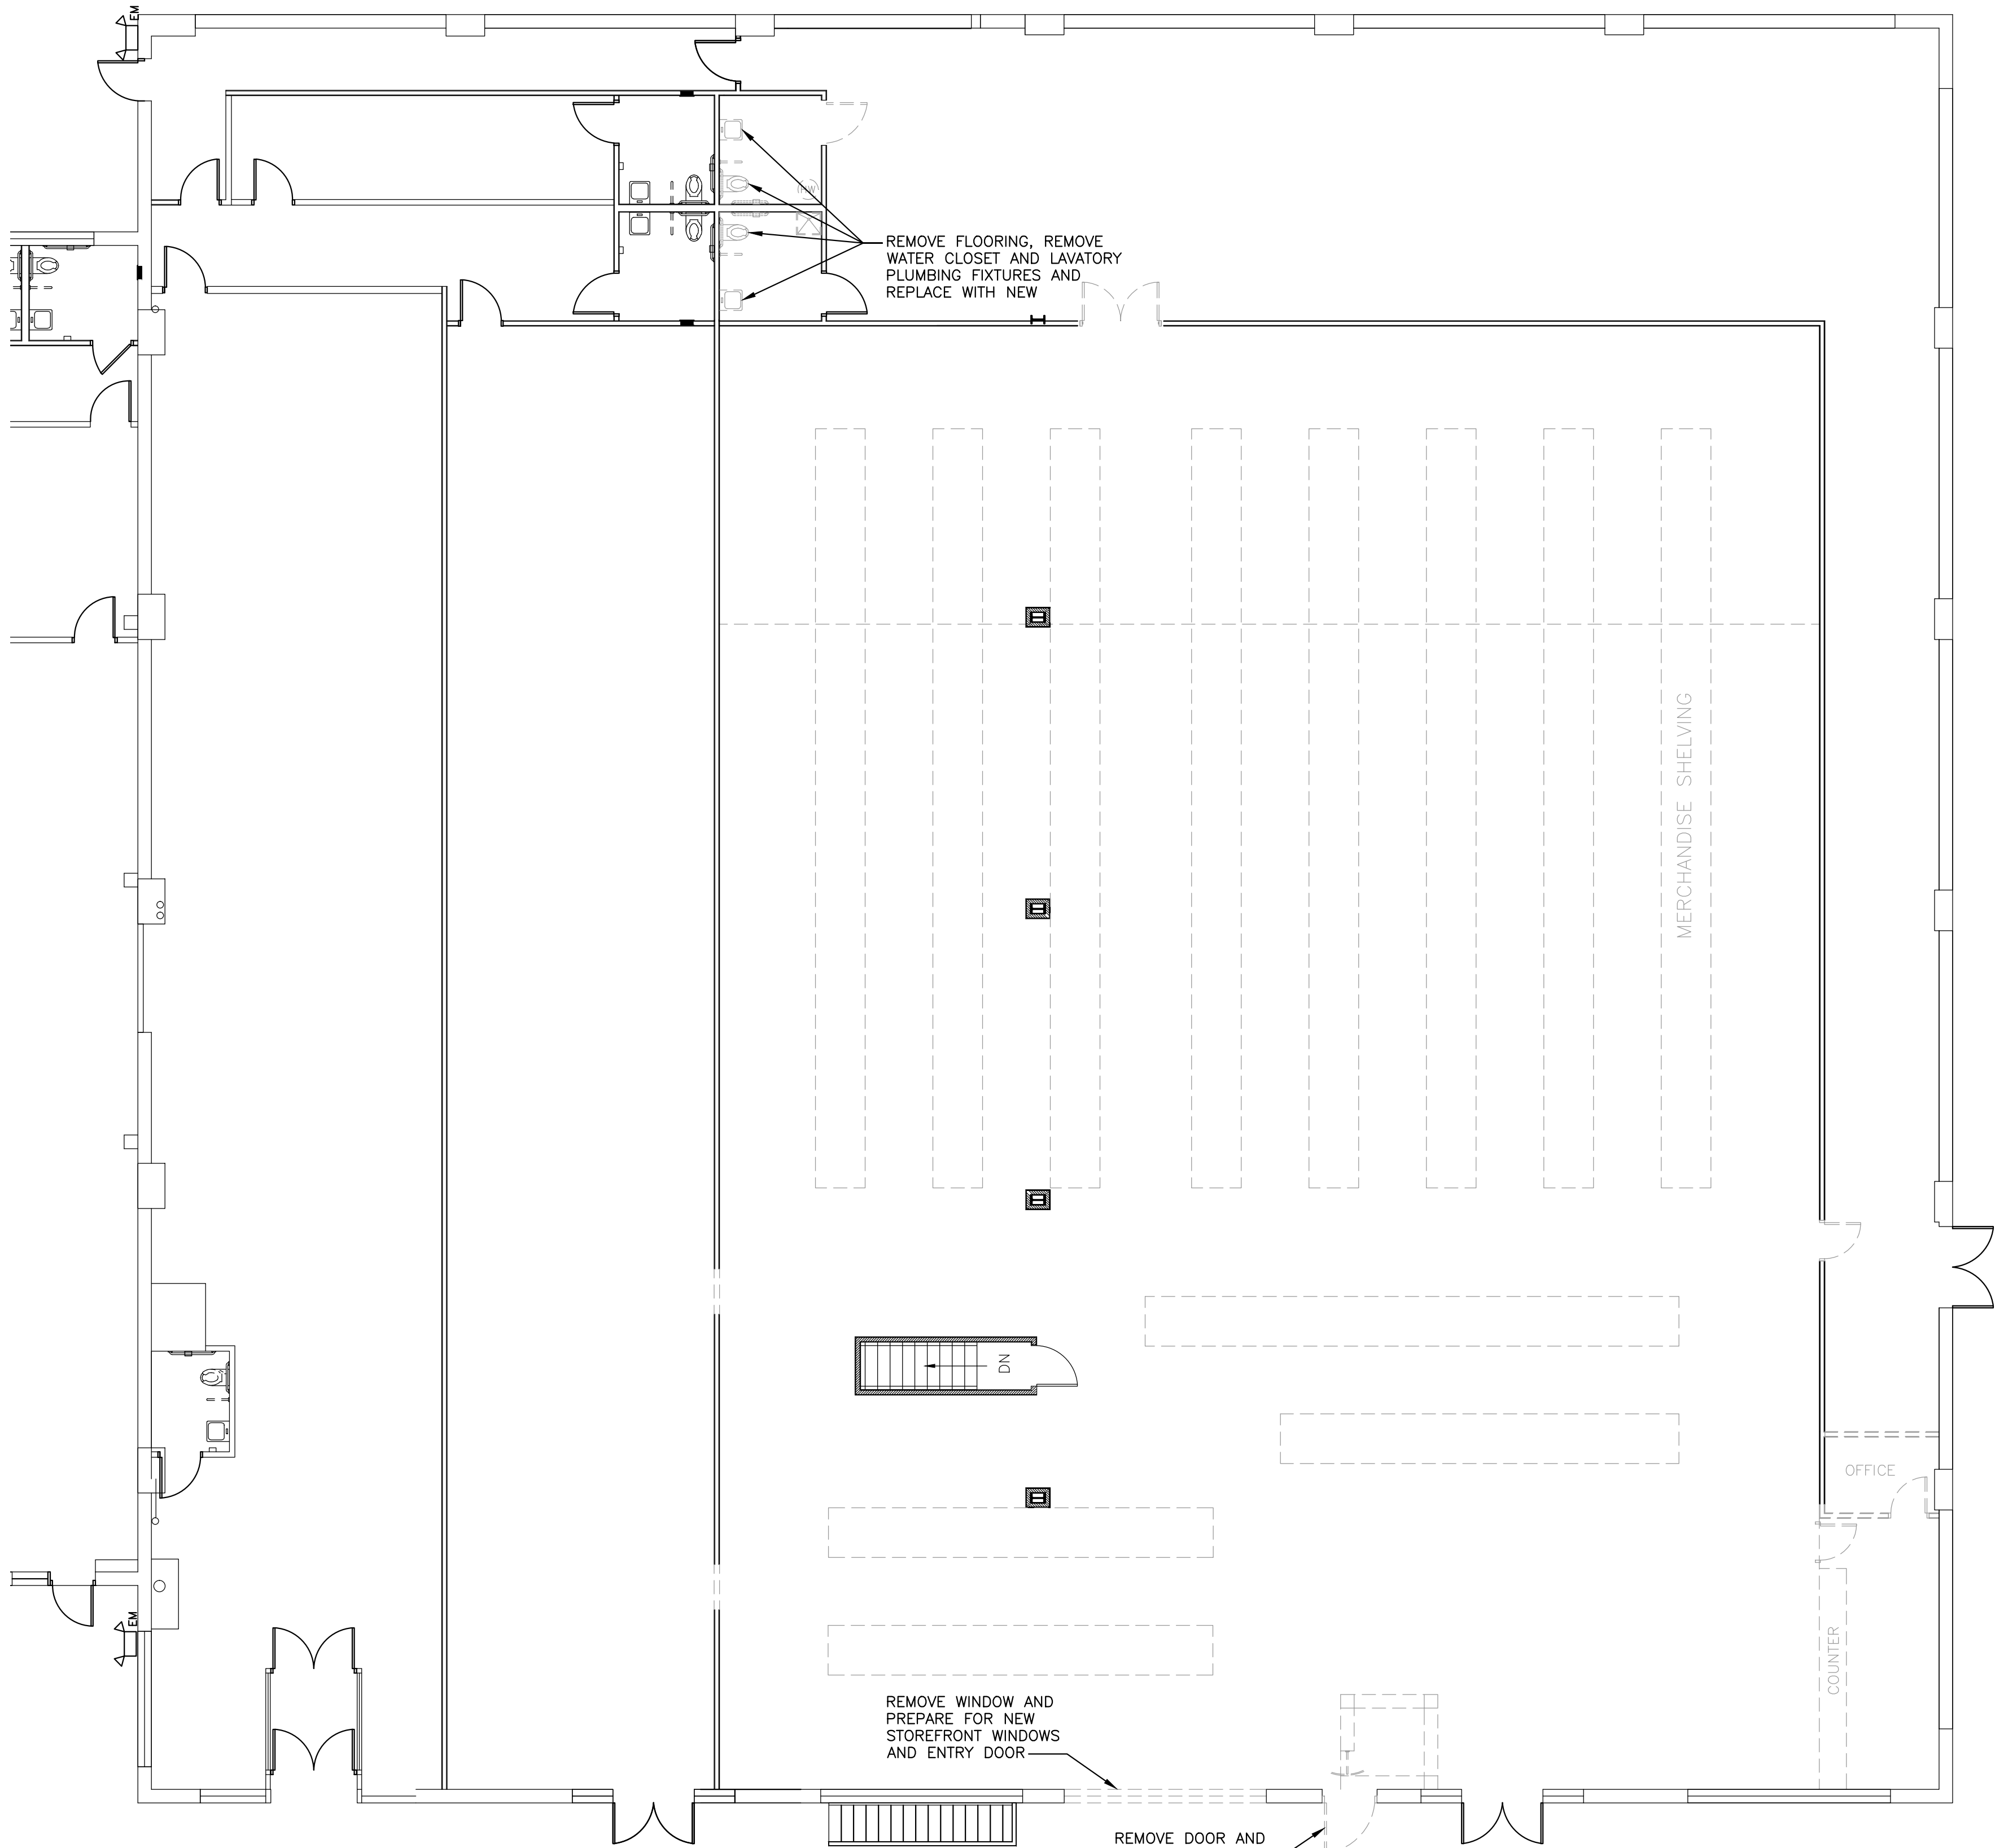 EM
REMOVE FLOORING, REMOVE
WATER CLOSET AND LAVATORY
PLUMBING FIXTURES AND
REPLACE WITH NEW
HW
MERCHANDISE SHELVING
DN
OFFICE
COUNTER
EM
REMOVE WINDOW AND
PREPARE FOR NEW
STOREFRONT WINDOWS
AND ENTRY DOOR
REMOVE DOOR AND